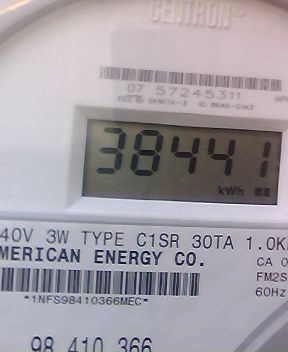 CENTRON®
07 57245311
38441
kWh
40V 3W TYPE C1SR 30TA 1.0K
MERICAN ENERGY CO.
CA 0
FM2S
60Hz
*1NFS98410366MEC*
98 410 366